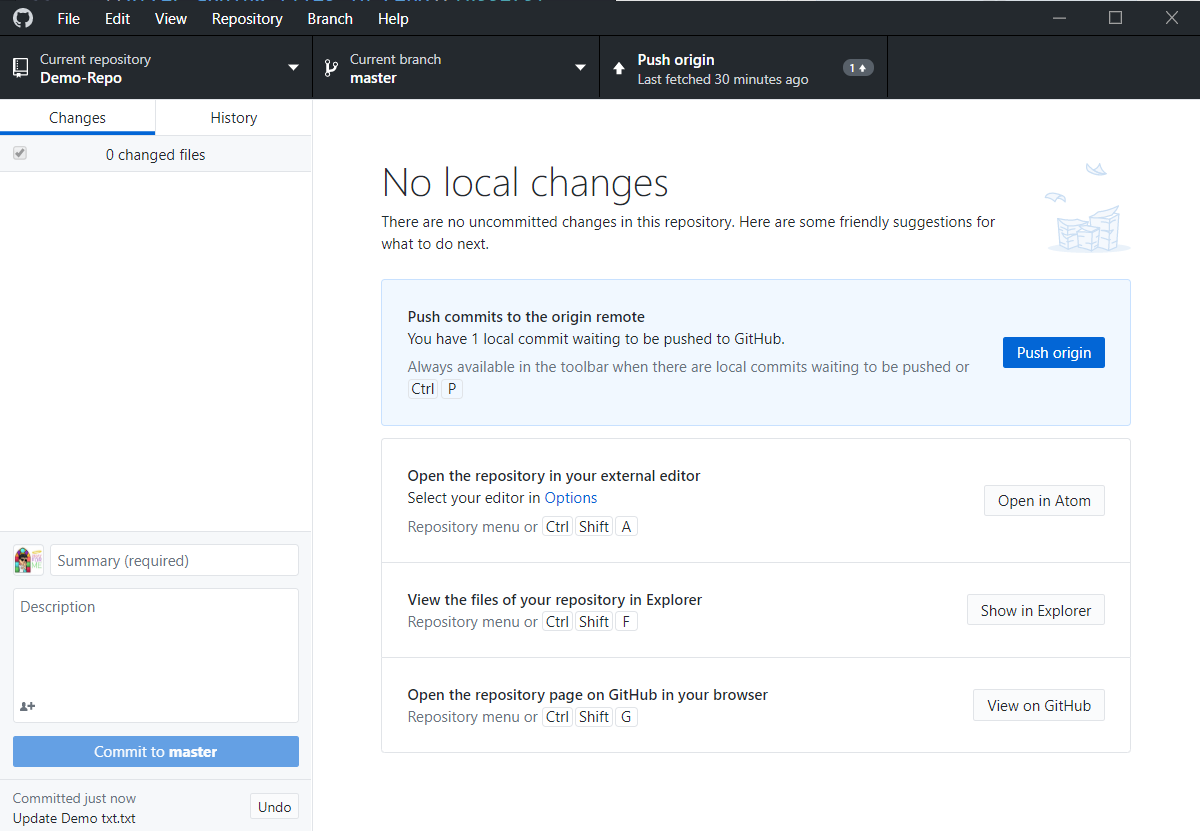 File Edit View Repository Branch Help
Current repository
Demo-Repo
Current branch
master
Push origin
Last fetched 30 minutes ago
1
Changes
History
0 changed files
No local changes
There are no uncommitted changes in this repository. Here are some friendly suggestions for
what to do next.
Push commits to the origin remote
You have 1 local commit waiting to be pushed to GitHub.
Always available in the toolbar when there are local commits waiting to be pushed or
Ctrl P
Push origin
Open the repository in your external editor
Select your editor in Options
Repository menu or Ctrl Shift A
Open in Atom
View the files of your repository in Explorer
Repository menu or Ctrl Shift F
Show in Explorer
Open the repository page on GitHub in your browser
Repository menu or Ctrl Shift G
View on GitHub
Summary (required)
Description
Commit to master
Committed just now
Update Demo txt.txt
Undo